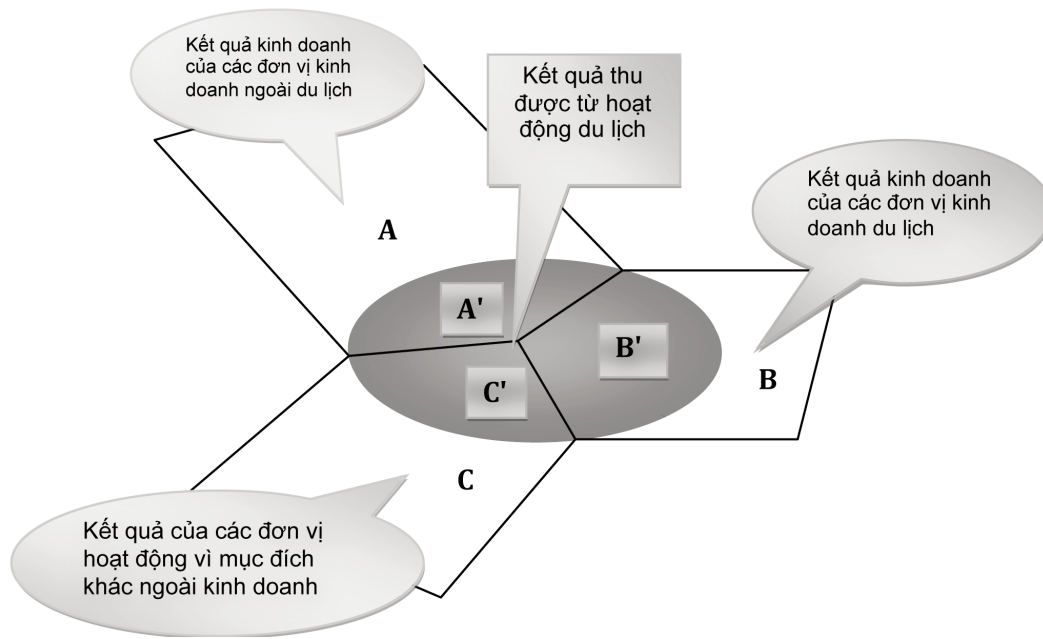 Kết quả kinh doanh
của các đơn vị kinh
doanh ngoài du lịch
Kết quả thu
được từ hoạt
động du lịch
Kết quả kinh doanh
của các đơn vị kinh
doanh du lịch
A
A'
B'
B
C'
C
Kết quả của các đơn vị
hoạt động vì mục đích
khác ngoài kinh doanh